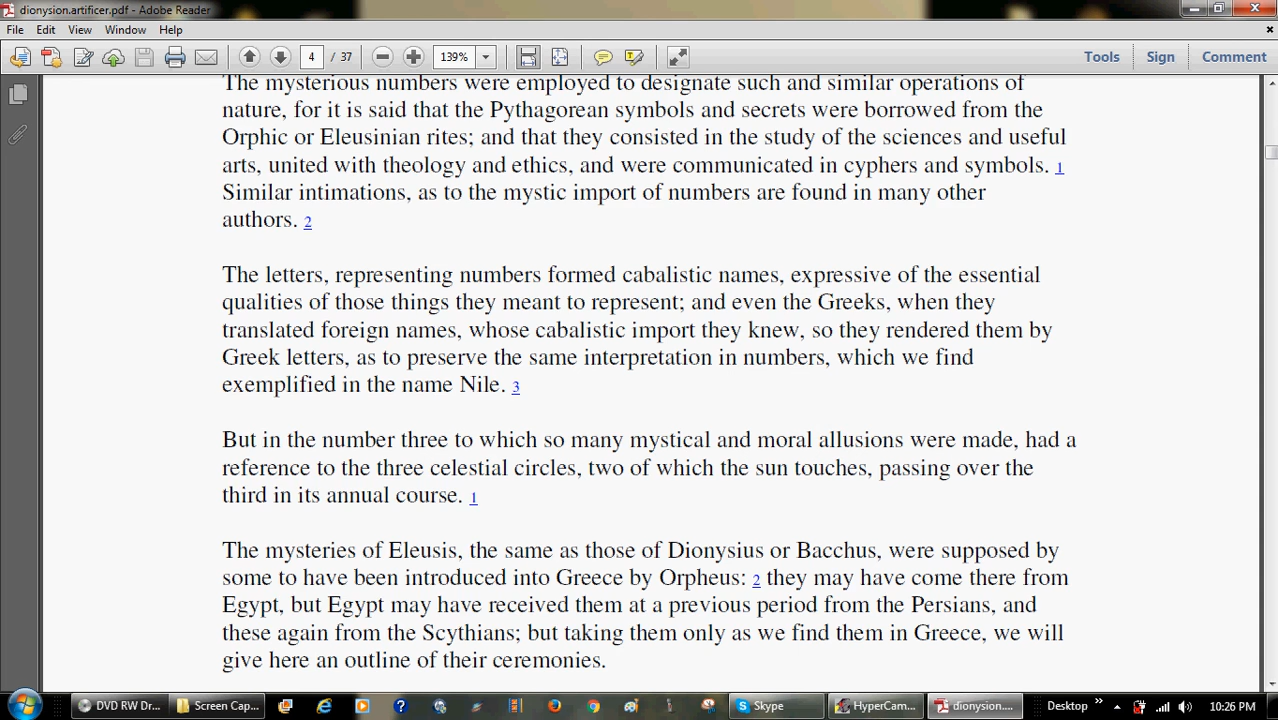 dionysion.artificer.pdf - Adobe Reader
File Edit View Window Help
4 / 37 139% Tools Sign Comment
The mysterious numbers were employed to designate such and similar operations of
nature, for it is said that the Pythagorean symbols and secrets were borrowed from the
Orphic or Eleusinian rites; and that they consisted in the study of the sciences and useful
arts, united with theology and ethics, and were communicated in cyphers and symbols. 1
Similar intimations, as to the mystic import of numbers are found in many other
authors. 2
The letters, representing numbers formed cabalistic names, expressive of the essential
qualities of those things they meant to represent; and even the Greeks, when they
translated foreign names, whose cabalistic import they knew, so they rendered them by
Greek letters, as to preserve the same interpretation in numbers, which we find
exemplified in the name Nile. 3
But in the number three to which so many mystical and moral allusions were made, had a
reference to the three celestial circles, two of which the sun touches, passing over the
third in its annual course. 1
The mysteries of Eleusis, the same as those of Dionysius or Bacchus, were supposed by
some to have been introduced into Greece by Orpheus: 2 they may have come there from
Egypt, but Egypt may have received them at a previous period from the Persians, and
these again from the Scythians; but taking them only as we find them in Greece, we will
give here an outline of their ceremonies.
DVD RW Dr... Screen Cap... Skype HyperCam... dionysion.... Desktop 10:26 PM